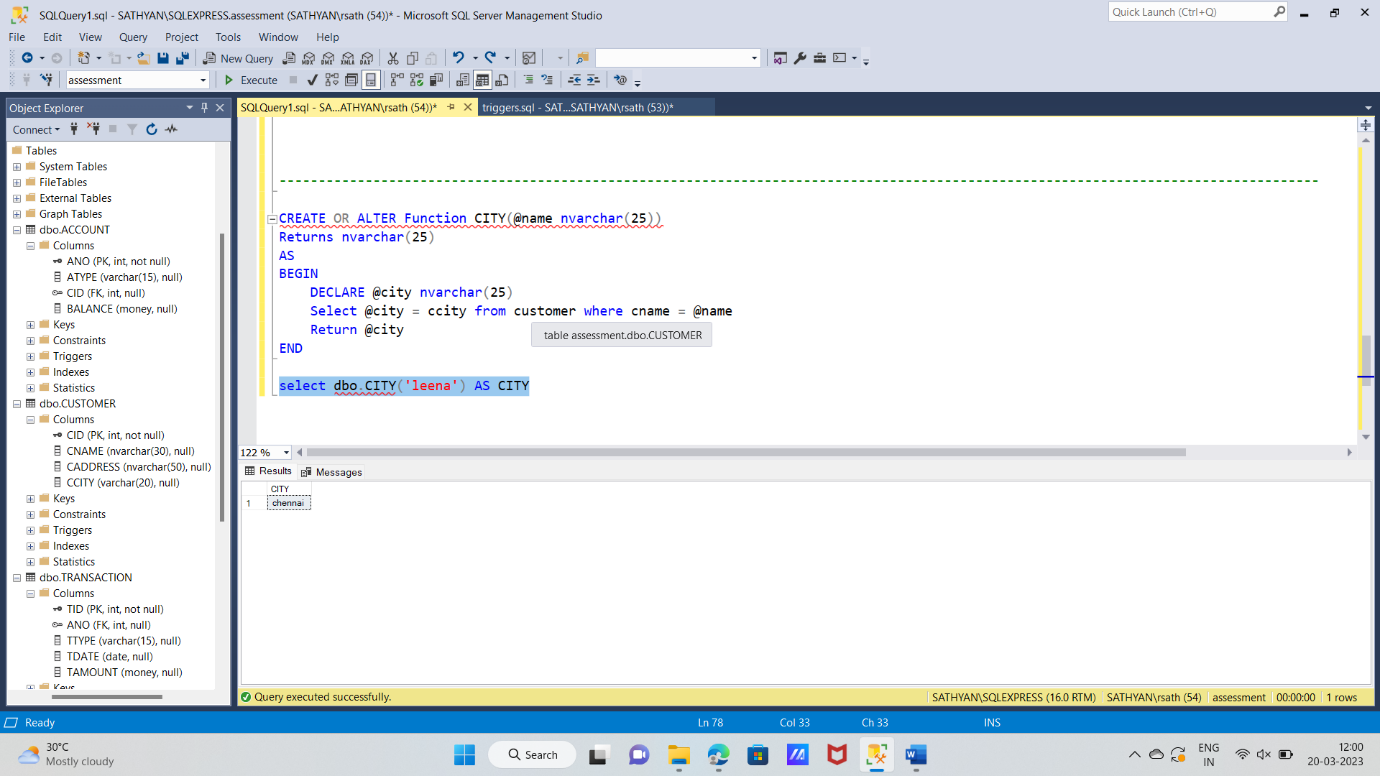 SQLQuery1.sql - SATHYAN\SQLEXPRESS.assessment (SATHYAN\rsath (54))* - Microsoft SQL Server Management Studio
Quick Launch (Ctrl+Q)
File Edit View Query Project Tools Window Help
New Query
assessment
Execute
Object Explorer
SQLQuery1.sql - SA...ATHYAN\rsath (54))*
triggers.sql - SAT...SATHYAN\rsath (53))*
Connect
Tables
System Tables
FileTables
External Tables
Graph Tables
dbo.ACCOUNT
Columns
ANO (PK, int, not null)
ATYPE (varchar(15), null)
CID (FK, int, null)
BALANCE (money, null)
Keys
Constraints
Triggers
Indexes
Statistics
dbo.CUSTOMER
Columns
CID (PK, int, not null)
CNAME (nvarchar(30), null)
CADDRESS (nvarchar(50), null)
CCITY (varchar(20), null)
Keys
Constraints
Triggers
Indexes
Statistics
dbo.TRANSACTION
Columns
TID (PK, int, not null)
ANO (FK, int, null)
TTYPE (varchar(15), null)
TDATE (date, null)
TAMOUNT (money, null)
Keys
CREATE OR ALTER Function CITY(@name nvarchar(25))
Returns nvarchar(25)
AS
BEGIN
DECLARE @city nvarchar(25)
Select @city = ccity from customer where cname = @name
Return @city
table assessment.dbo.CUSTOMER
END
select dbo.CITY('leena') AS CITY
122 %
Results Messages
CITY
1 chennai
Query executed successfully.
SATHYAN\SQLEXPRESS (16.0 RTM) SATHYAN\rsath (54) assessment 00:00:00 1 rows
Ready
Ln 78 Col 33 Ch 33 INS
30°C
Mostly cloudy
Search
ENG
IN
12:00
20-03-2023